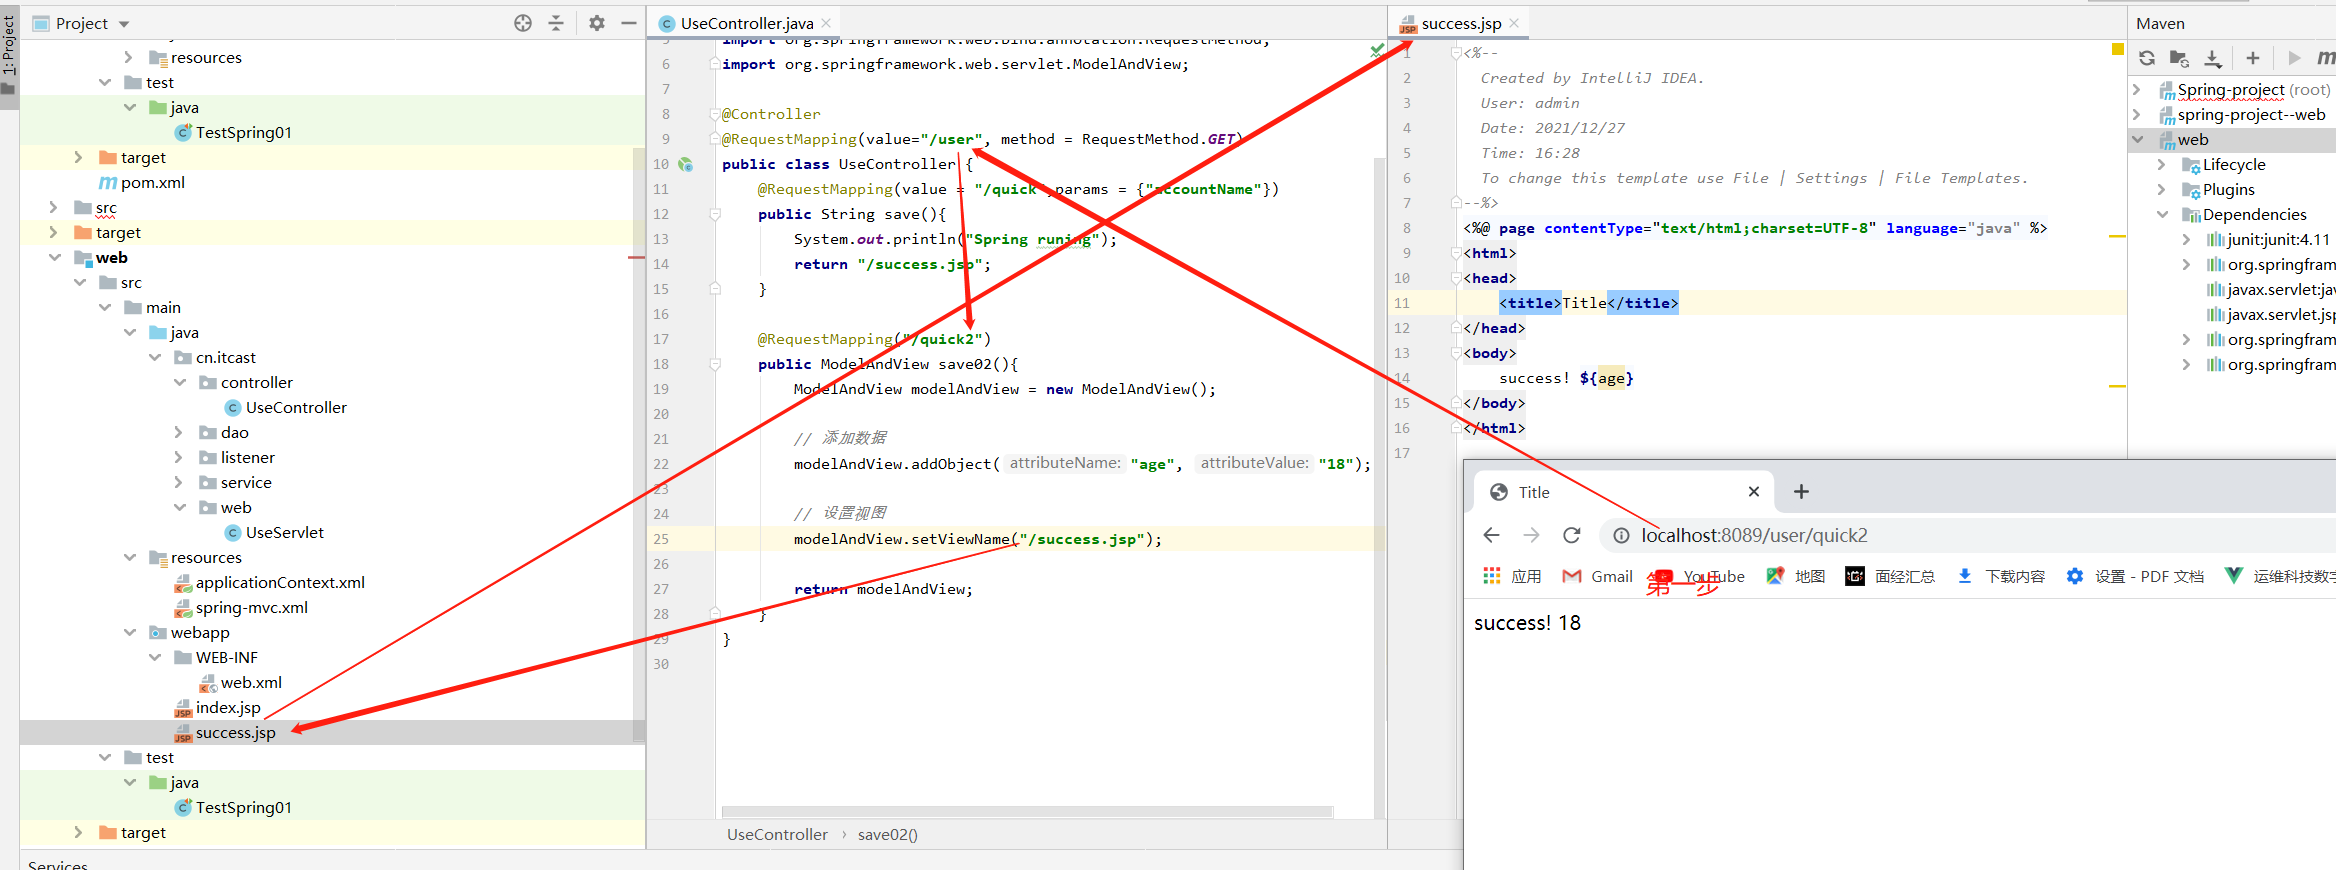 1: Project
Project
resources
test
java
TestSpring01
target
pom.xml
src
target
web
src
main
java
cn.itcast
controller
UseController
dao
listener
service
web
UseServlet
resources
applicationContext.xml
spring-mvc.xml
webapp
WEB-INF
web.xml
index.jsp
success.jsp
test
java
TestSpring01
target
Services
UseController.java
5 import org.springframework.web.bind.annotation.RequestMethod;
6 import org.springframework.web.servlet.ModelAndView;
7
8 @Controller
9 @RequestMapping(value="/user", method = RequestMethod.GET)
10 public class UseController {
11 @RequestMapping(value = "/quick",params = {"accountName"})
12 public String save(){
13 System.out.println("Spring runing");
14 return "/success.jsp";
15 }
16
17 @RequestMapping("/quick2")
18 public ModelAndView save02(){
19 ModelAndView modelAndView = new ModelAndView();
20
21 // 添加数据
22 modelAndView.addObject( attributeName: "age", attributeValue: "18");
23
24 // 设置视图
25 modelAndView.setViewName("/success.jsp");
26
27 return modelAndView;
28 }
29 }
30
UseController › save02()
success.jsp
1 <%--
2 Created by IntelliJ IDEA.
3 User: admin
4 Date: 2021/12/27
5 Time: 16:28
6 To change this template use File | Settings | File Templates.
7 --%>
8 <%@ page contentType="text/html;charset=UTF-8" language="java" %>
9 <html>
10 <head>
11 <title>Title</title>
12 </head>
13 <body>
14 success! ${age}
15 </body>
16 </html>
17
Maven
Spring-project (root)
spring-project--web
web
Lifecycle
Plugins
Dependencies
junit:junit:4.11
org.springfram
javax.servlet:jav
javax.servlet.jsp
org.springfram
org.springfram
Title
localhost:8089/user/quick2
应用 Gmail YouTube 地图 面经汇总 下载内容 设置 - PDF 文档 运维科技数字
第一步
success! 18